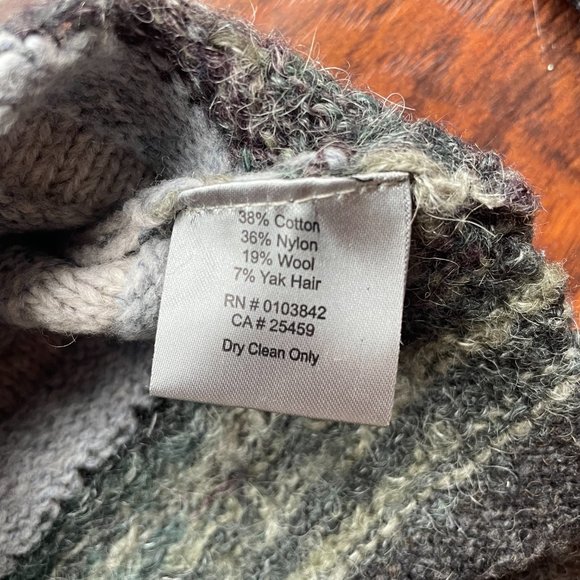 38% Cotton
36% Nylon
19% Wool
7% Yak Hair
RN # 0103842
CA # 25459
Dry Clean Only